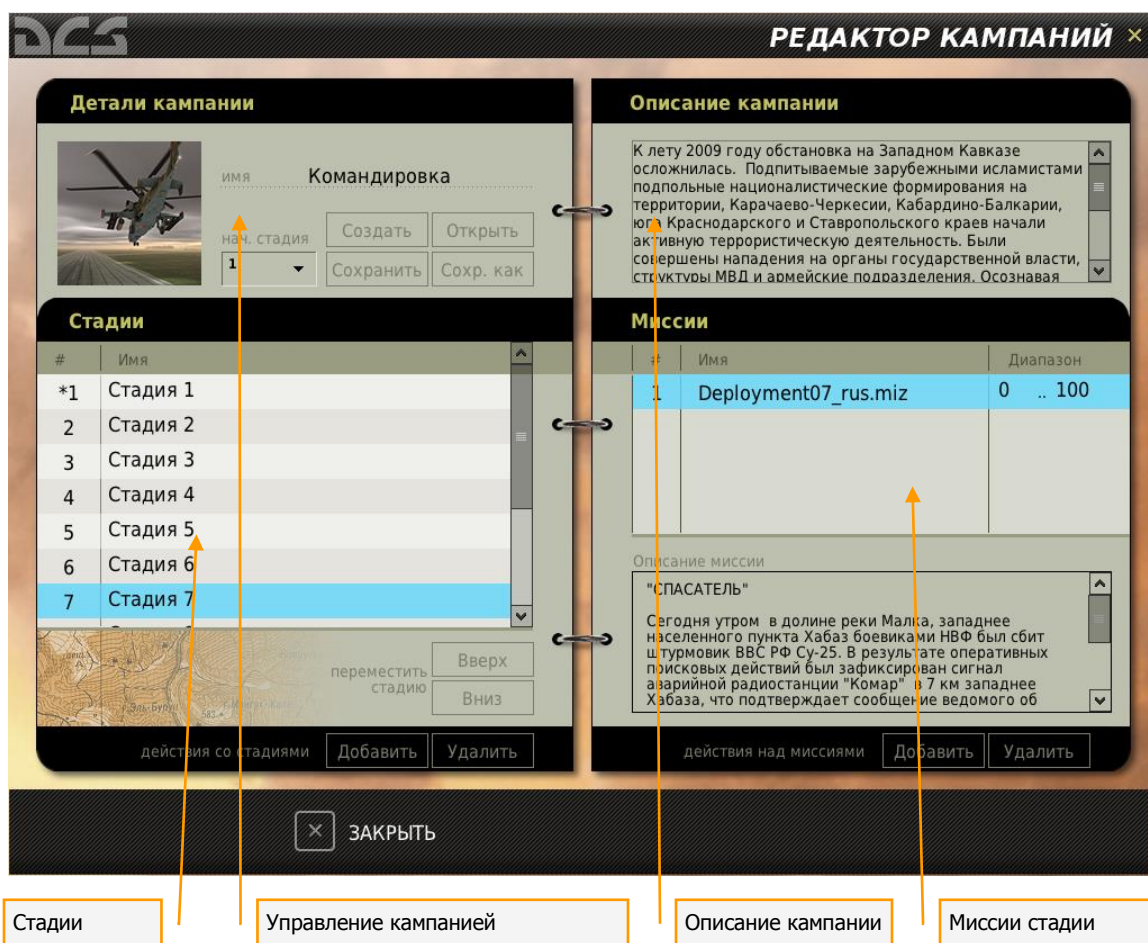 DCS
РЕДАКТОР КАМПАНИЙ
Детали кампании
имя Командировка
нач. стадия
1
Создать Открыть
Сохранить Сохр. как
Описание кампании
К лету 2009 году обстановка на Западном Кавказе
осложнилась. Подпитываемые зарубежными исламистами
подпольные националистические формирования на
территории, Карачаево-Черкесии, Кабардино-Балкарии,
юга Краснодарского и Ставропольского краев начали
активную террористическую деятельность. Были
совершены нападения на органы государственной власти,
структуры МВД и армейские подразделения. Осознавая
Стадии
# Имя
*1 Стадия 1
2 Стадия 2
3 Стадия 3
4 Стадия 4
5 Стадия 5
6 Стадия 6
7 Стадия 7
переместить стадию
Вверх
Вниз
действия со стадиями Добавить Удалить
Миссии
# Имя Диапазон
1 Deployment07_rus.miz 0 .. 100
Описание миссии
"СПАСАТЕЛЬ"
Сегодня утром в долине реки Малка, западнее
населенного пункта Хабаз боевиками НВФ был сбит
штурмовик ВВС РФ Су-25. В результате оперативных
поисковых действий был зафиксирован сигнал
аварийной радиостанции "Комар" в 7 км западнее
Хабаза, что подтверждает сообщение ведомого об
действия над миссиями Добавить Удалить
ЗАКРЫТЬ
Стадии
Управление кампанией
Описание кампании
Миссии стадии